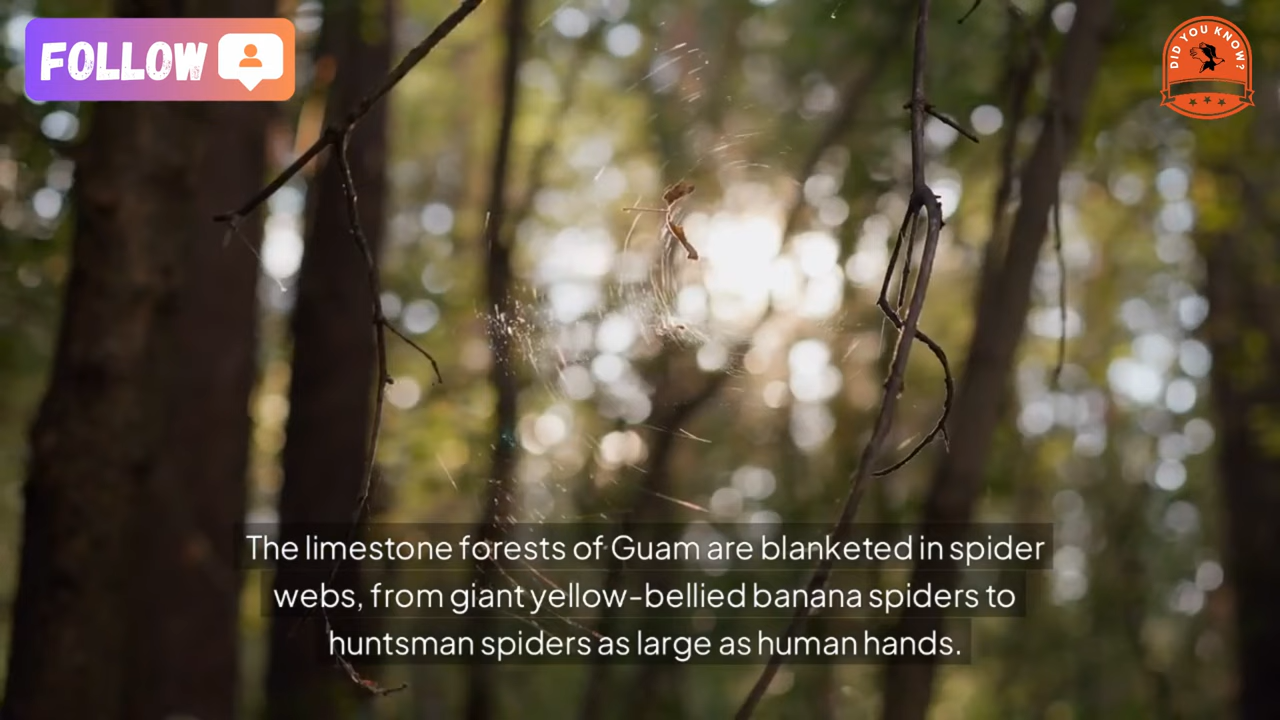 FOLLOW
DID YOU KNOW?
The limestone forests of Guam are blanketed in spider
webs, from giant yellow-bellied banana spiders to
huntsman spiders as large as human hands.